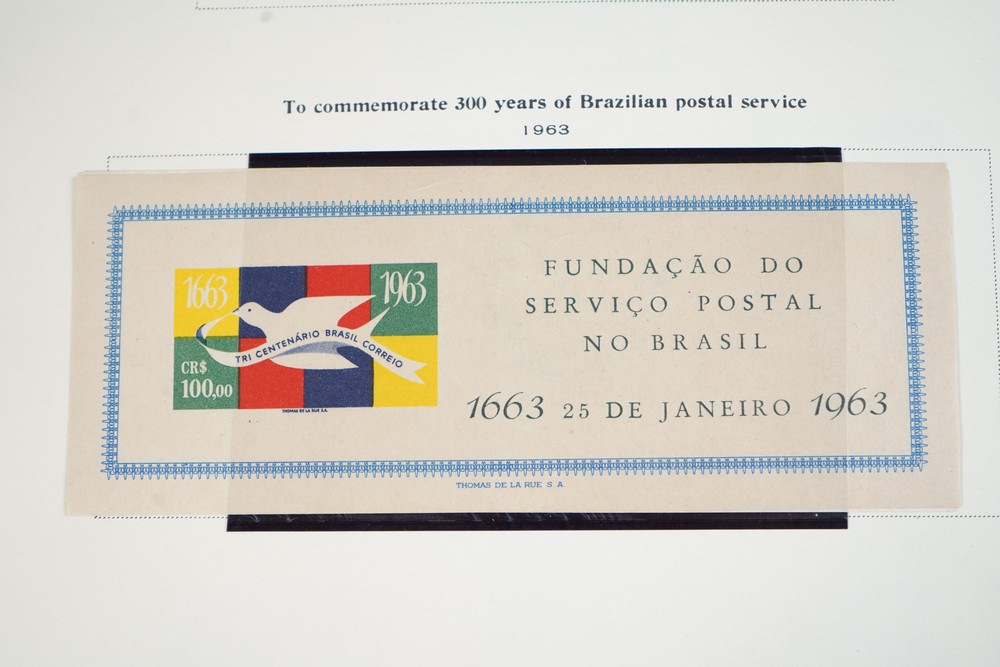 To commemorate 300 years of Brazilian postal service
1963
1663
1963
TRI CENTENÁRIO BRASIL CORREIO
CR$
100,00
THOMAS DE LA RUE S.A.
FUNDAÇÃO DO
SERVIÇO POSTAL
NO BRASIL
1663 25 DE JANEIRO 1963
THOMAS DE LA RUE S A.